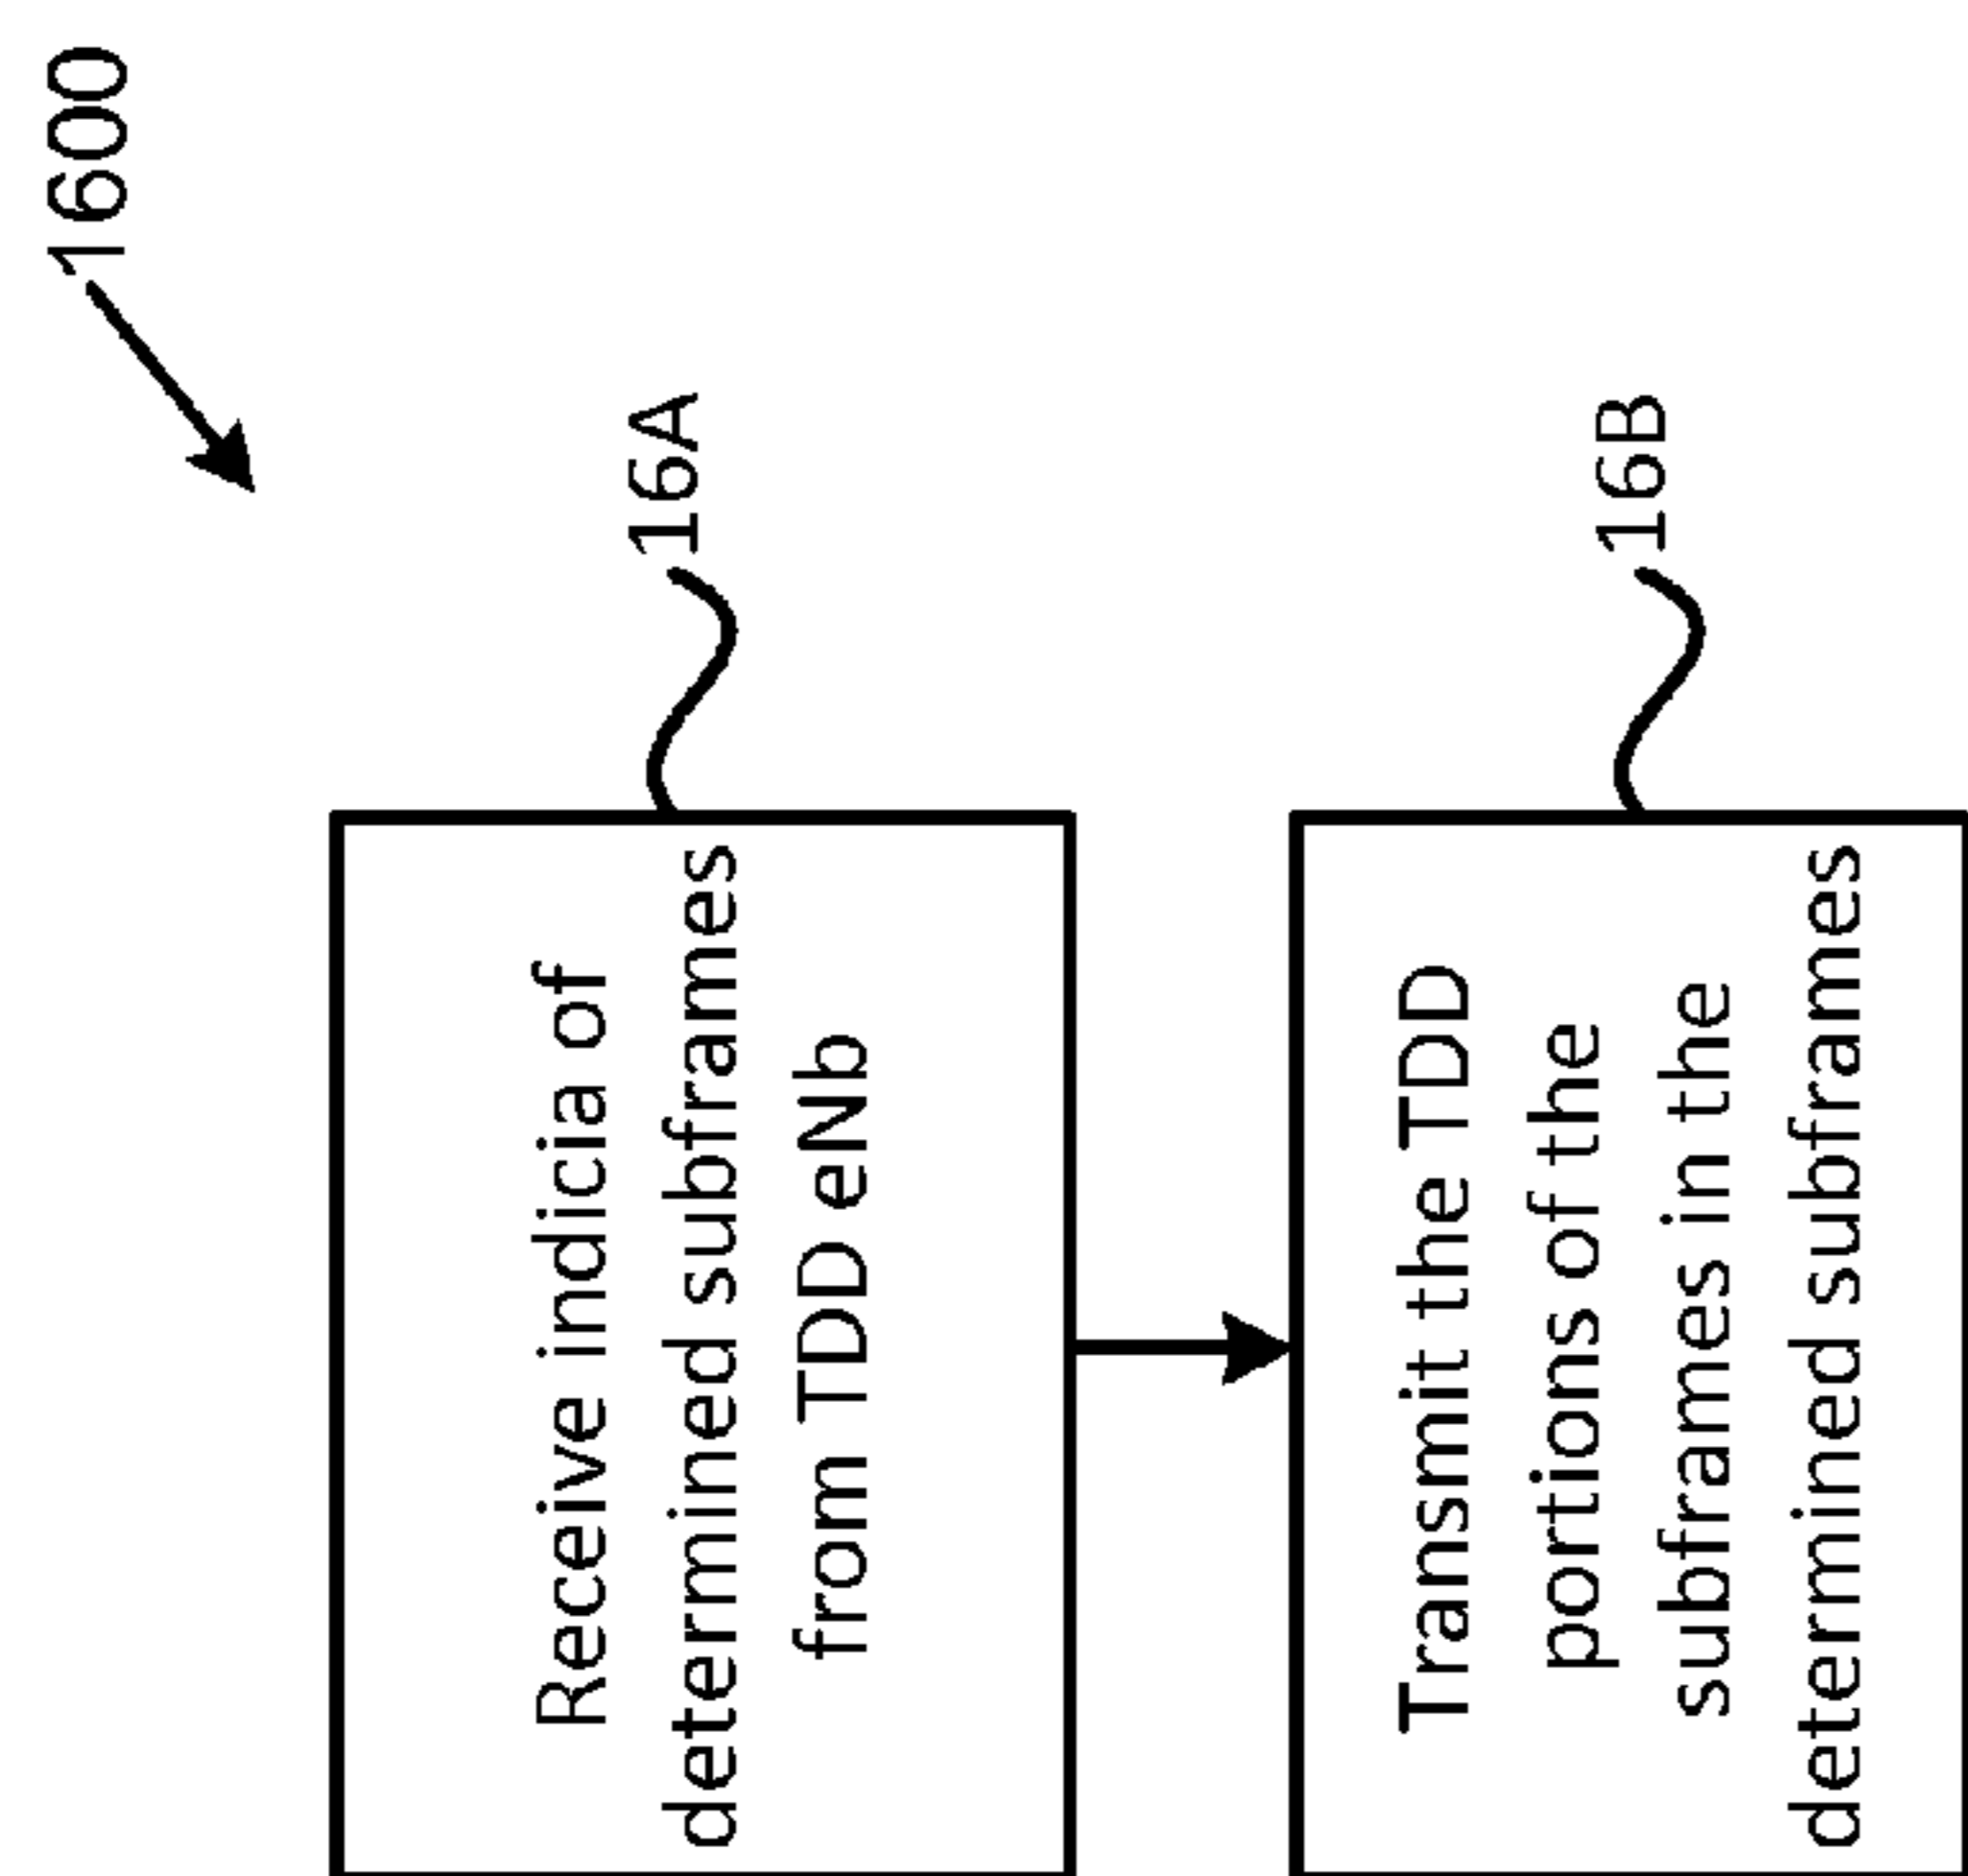 1600
Receive indicia of
determined subframes
from TDD eNb
16A
Transmit the TDD
portions of the
subframes in the
determined subframes
16B